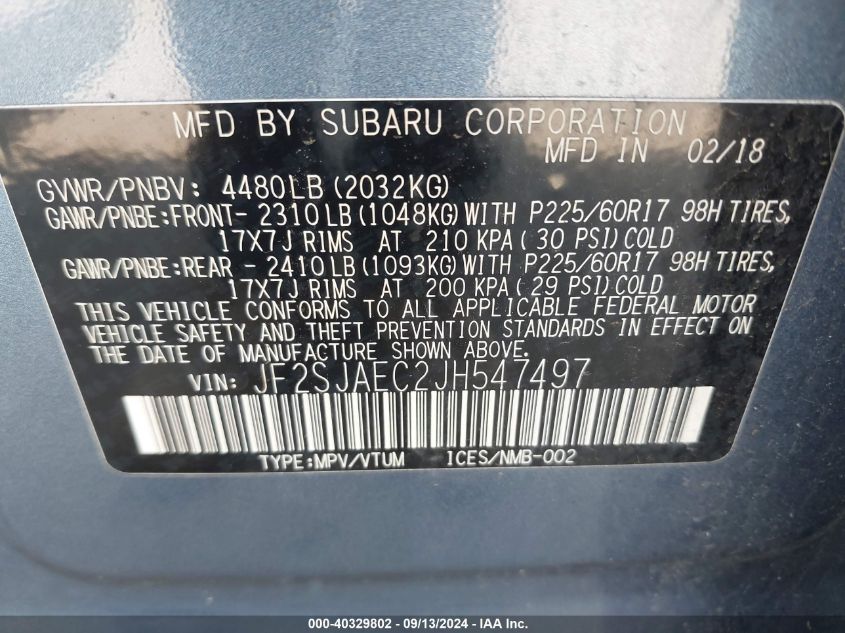 MFD BY SUBARU CORPORATION
MFD IN 02/18
GVWR/PNBV: 4480LB (2032KG)
GAWR/PNBE:FRONT- 2310LB (1048KG) WITH P225/60R17 98H TIRES,
17X7J RIMS AT 210 KPA ( 30 PSI) COLD
GAWR/PNBE:REAR - 2410LB (1093KG) WITH P225/60R17 98H TIRES,
17X7J RIMS AT 200 KPA ( 29 PSI) COLD
THIS VEHICLE CONFORMS TO ALL APPLICABLE FEDERAL MOTOR
VEHICLE SAFETY AND THEFT PREVENTION STANDARDS IN EFFECT ON
THE DATE OF MANUFACTURE SHOWN ABOVE.
VIN: JF2SJAEC2JH547497
TYPE:MPV/VTUM ICES/NMB-002
000-40329802 - 09/13/2024 - IAA Inc.